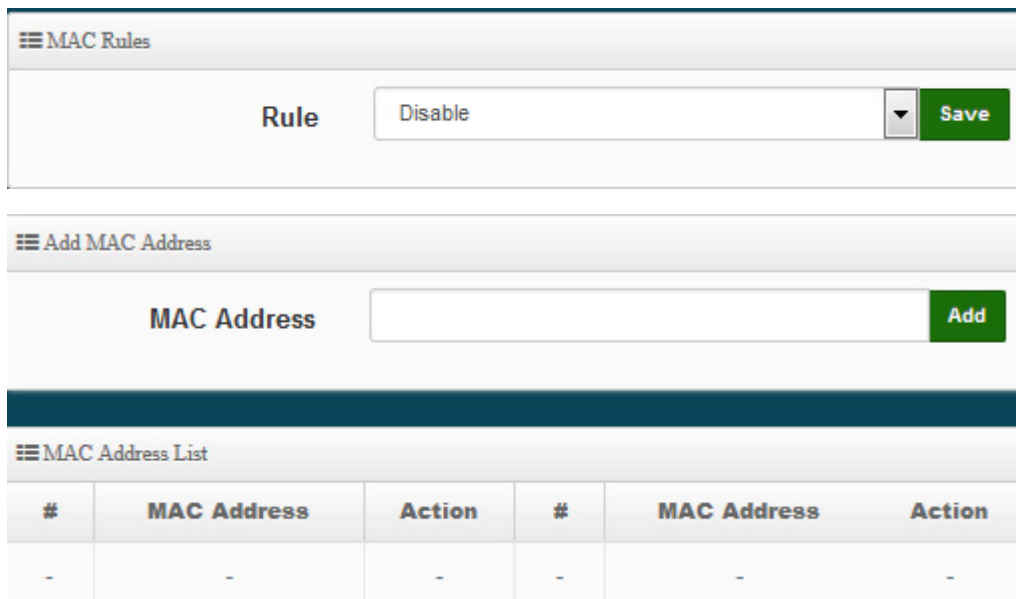 MAC Rules
Rule Disable Save
Add MAC Address
MAC Address Add
MAC Address List
# MAC Address Action # MAC Address Action
- - - - - -